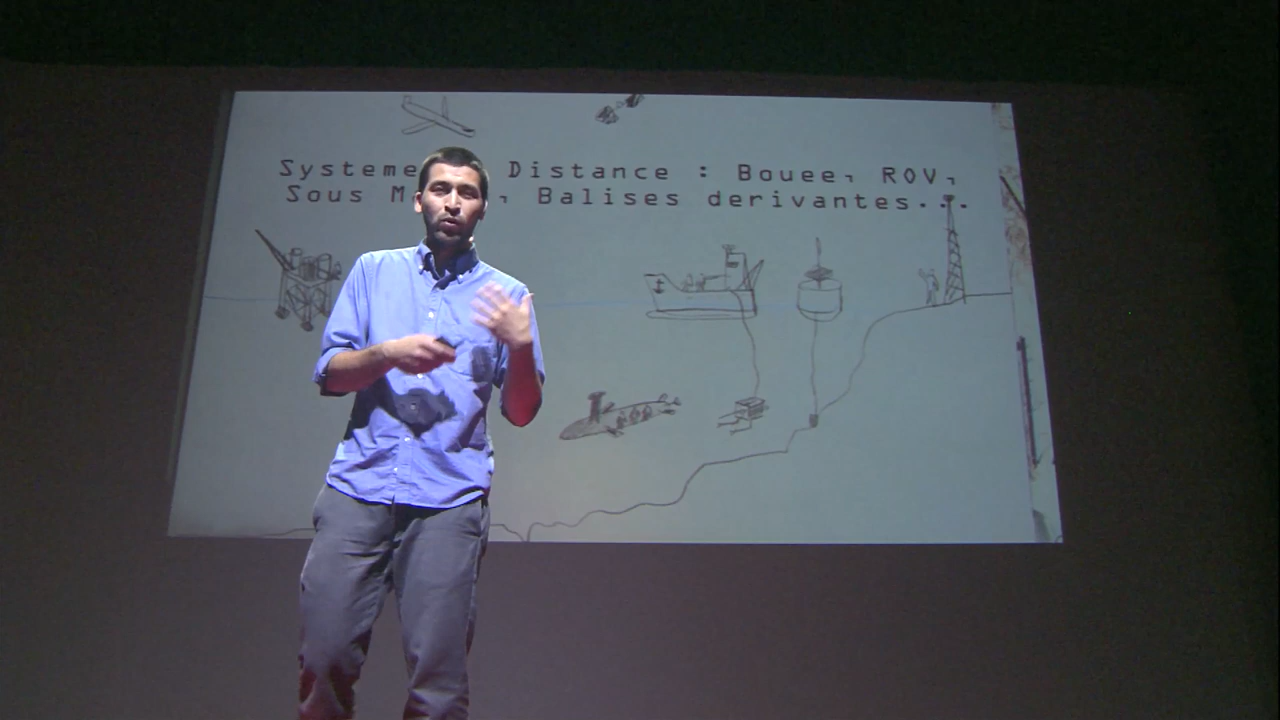 Systeme Distance : Bouee, ROV,
Sous , Balises derivantes...